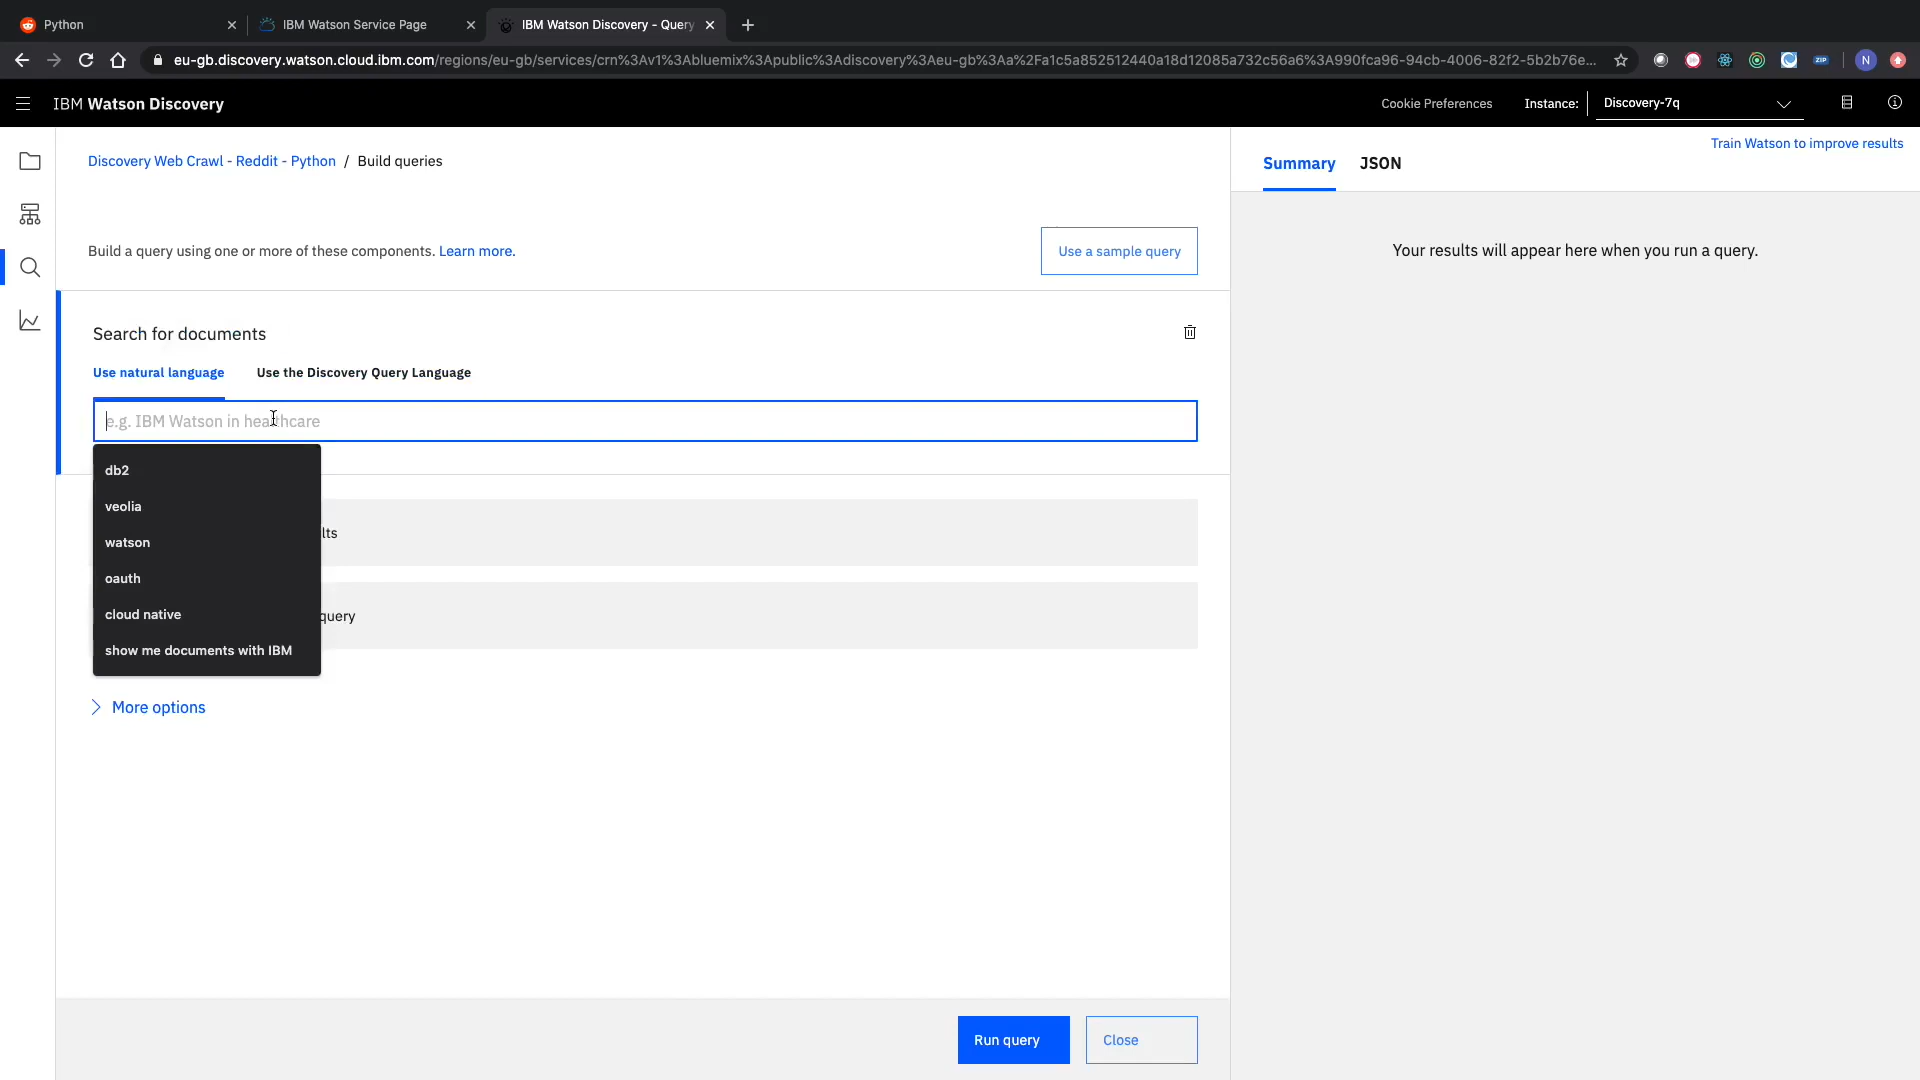 Python
IBM Watson Service Page
IBM Watson Discovery - Query
eu-gb.discovery.watson.cloud.ibm.com/regions/eu-gb/services/crn%3Av1%3Abluemix%3Apublic%3Adiscovery%3Aeu-gb%3Aa%2Fa1c5a852512440a18d12085a732c56a6%3A990fca96-94cb-4006-82f2-5b2b76e...
ZIP
N
IBM Watson Discovery
Cookie Preferences
Instance:
Discovery-7q
Discovery Web Crawl - Reddit - Python / Build queries
Summary
JSON
Train Watson to improve results
Build a query using one or more of these components. Learn more.
Use a sample query
Your results will appear here when you run a query.
Search for documents
Use natural language
Use the Discovery Query Language
e.g. IBM Watson in healthcare
db2
veolia
watson
oauth
cloud native
show me documents with IBM
lts
query
More options
Run query
Close